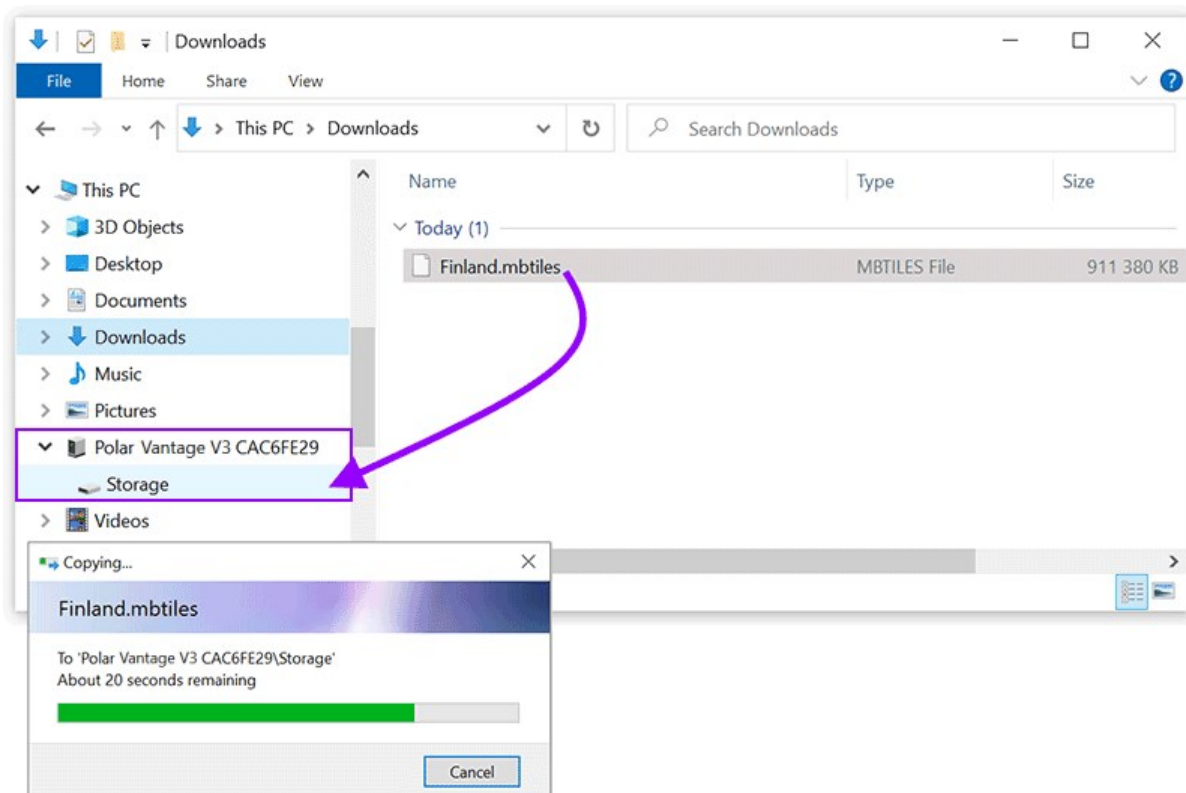 Downloads
File Home Share View
This PC > Downloads
Search Downloads
Name Type Size
This PC
3D Objects
Desktop
Documents
Downloads
Music
Pictures
Polar Vantage V3 CAC6FE29
Storage
Videos
Today (1)
Finland.mbtiles MBTILES File 911 380 KB
Copying...
Finland.mbtiles
To 'Polar Vantage V3 CAC6FE29\Storage'
About 20 seconds remaining
Cancel